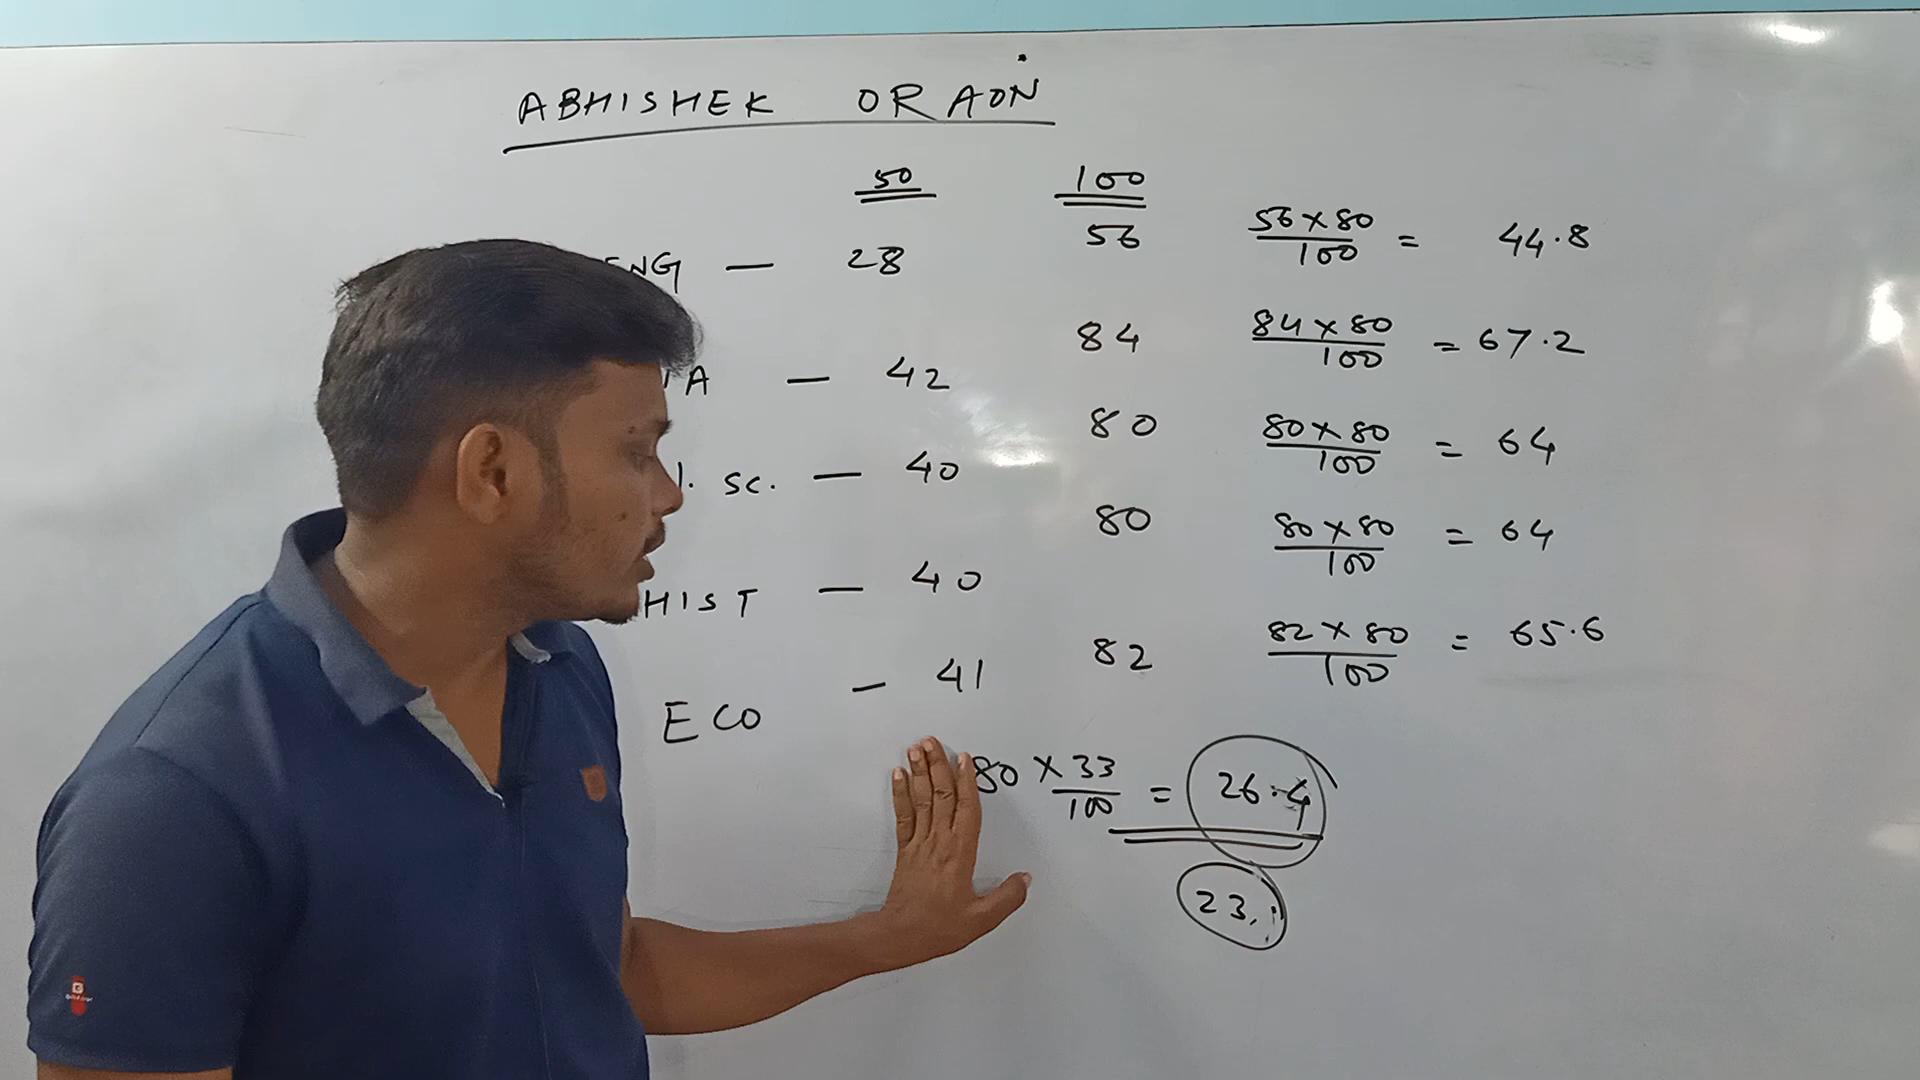 ABHISHEK ORAON
50 100
ENG — 28 56 56 x 80 / 100 = 44.8
IA — 42 84 84 x 80 / 100 = 67.2
l. SC. — 40 80 80 x 80 / 100 = 64
HIST — 40 80 80 x 80 / 100 = 64
ECO — 41 82 82 x 80 / 100 = 65.6
80 x 33 / 100 = 26.4
23.